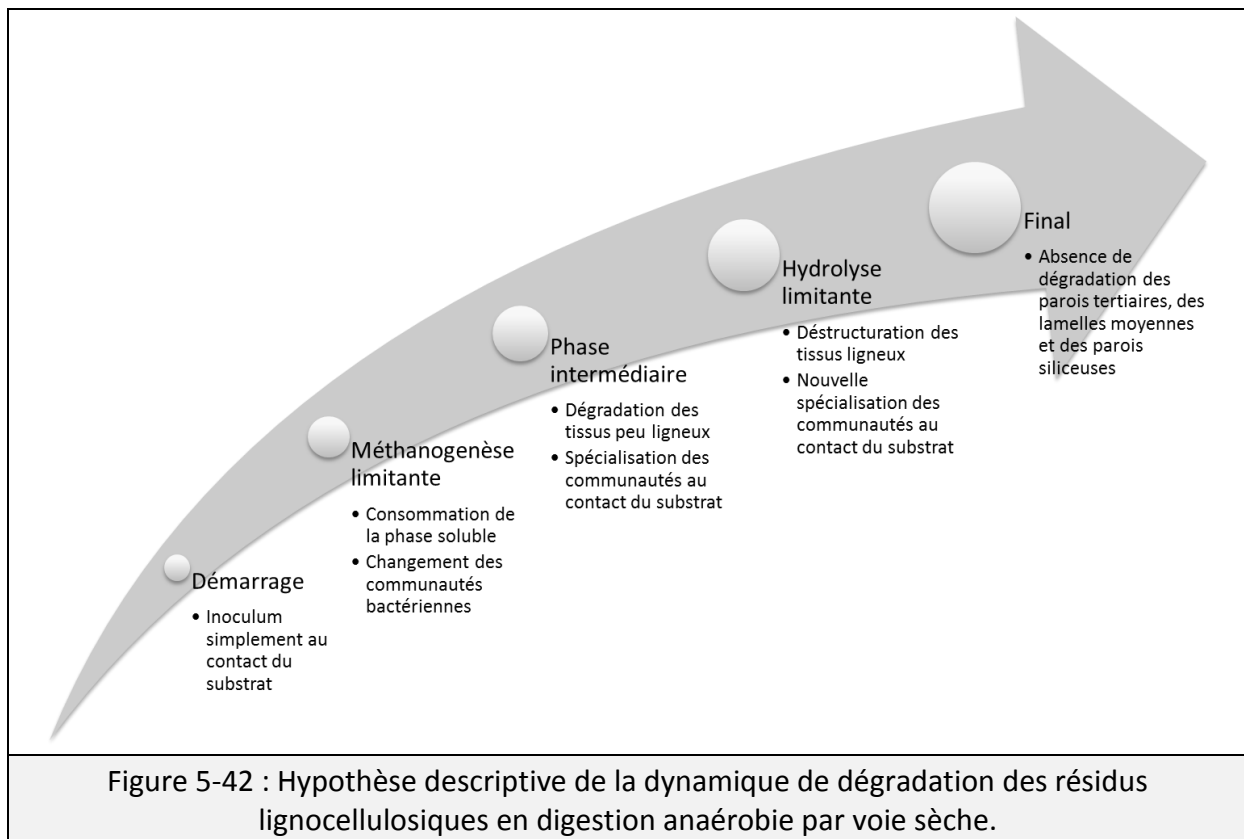 Démarrage
• Inoculum
simplement au
contact du
substrat
Méthanogenèse
limitante
• Consommation de
la phase soluble
• Changement des
communautés
bactériennes
Phase
intermédiaire
• Dégradation des
tissus peu ligneux
• Spécialisation des
communautés au
contact du substrat
Hydrolyse
limitante
• Déstructuration des
tissus ligneux
• Nouvelle
spécialisation des
communautés au
contact du substrat
Final
• Absence de
dégradation des
parois tertiaires, des
lamelles moyennes
et des parois
siliceuses
Figure 5-42 : Hypothèse descriptive de la dynamique de dégradation des résidus
lignocellulosiques en digestion anaérobie par voie sèche.